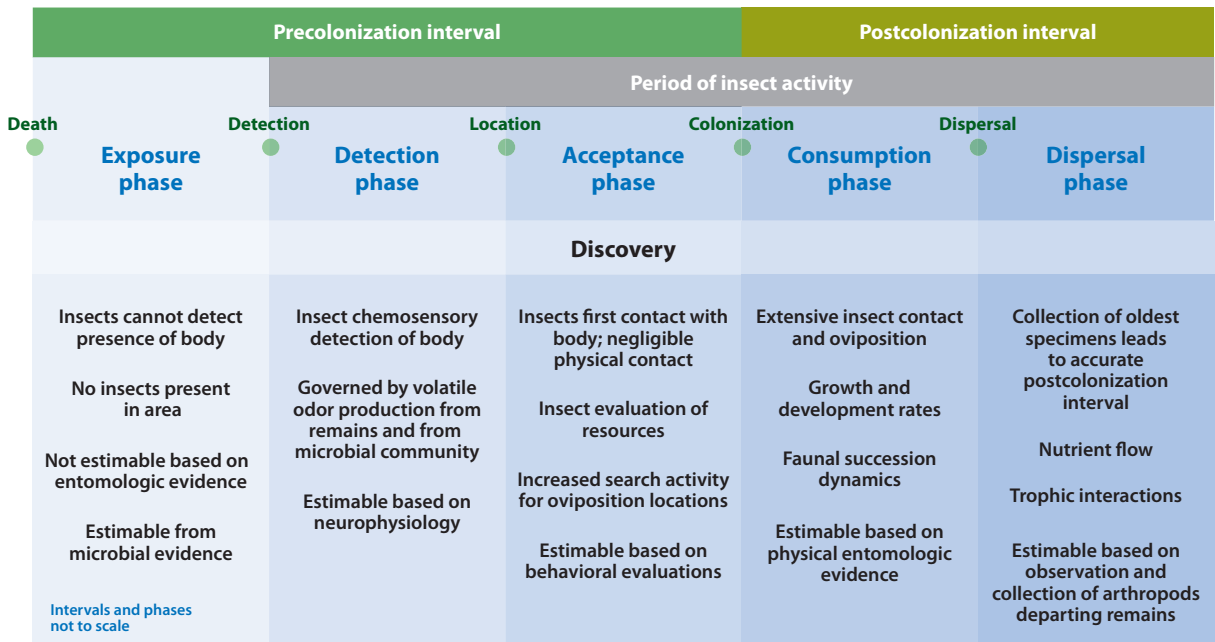 Precolonization interval
Postcolonization interval
Period of insect activity
Death
Detection
Location
Colonization
Dispersal
Exposure
phase
Detection
phase
Acceptance
phase
Consumption
phase
Dispersal
phase
Discovery
Insects cannot detect
presence of body
No insects present
in area
Not estimable based on
entomologic evidence
Estimable from
microbial evidence
Intervals and phases
not to scale
Insect chemosensory
detection of body
Governed by volatile
odor production from
remains and from
microbial community
Estimable based on
neurophysiology
Insects first contact with
body; negligible
physical contact
Insect evaluation of
resources
Increased search activity
for oviposition locations
Estimable based on
behavioral evaluations
Extensive insect contact
and oviposition
Growth and
development rates
Faunal succession
dynamics
Estimable based on
physical entomologic
evidence
Collection of oldest
specimens leads
to accurate
postcolonization
interval
Nutrient flow
Trophic interactions
Estimable based on
observation and
collection of arthropods
departing remains